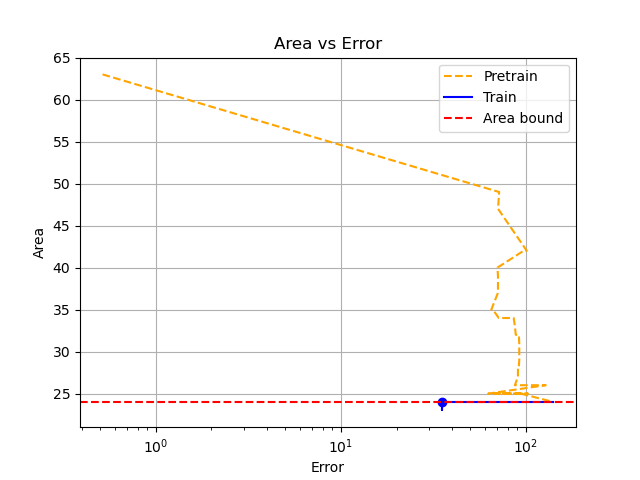 Area vs Error
65
60
55
50
45
40
35
30
25
Area
Pretrain
Train
Area bound
10⁰
10¹
10²
Error